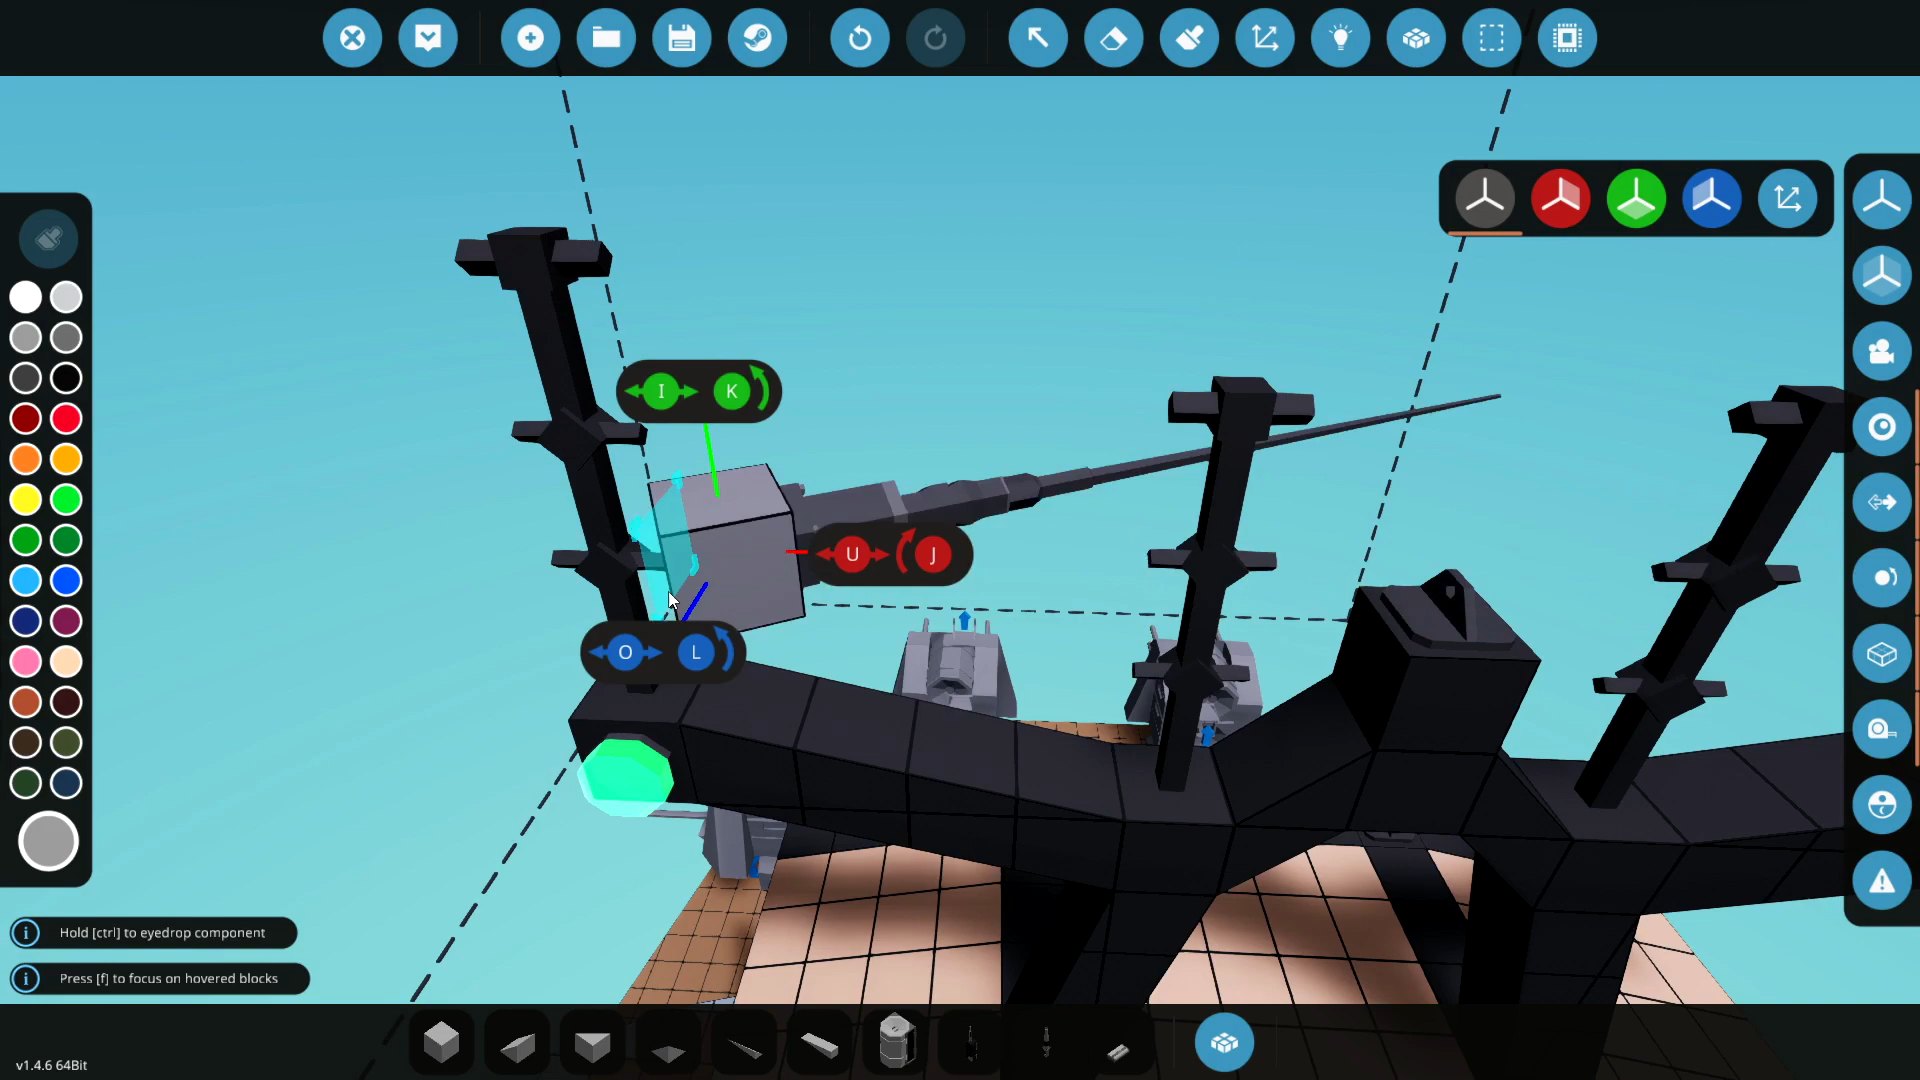 I K
U J
O L
Hold [ctrl] to eyedrop component
Press [f] to focus on hovered blocks
v1.4.6 64Bit